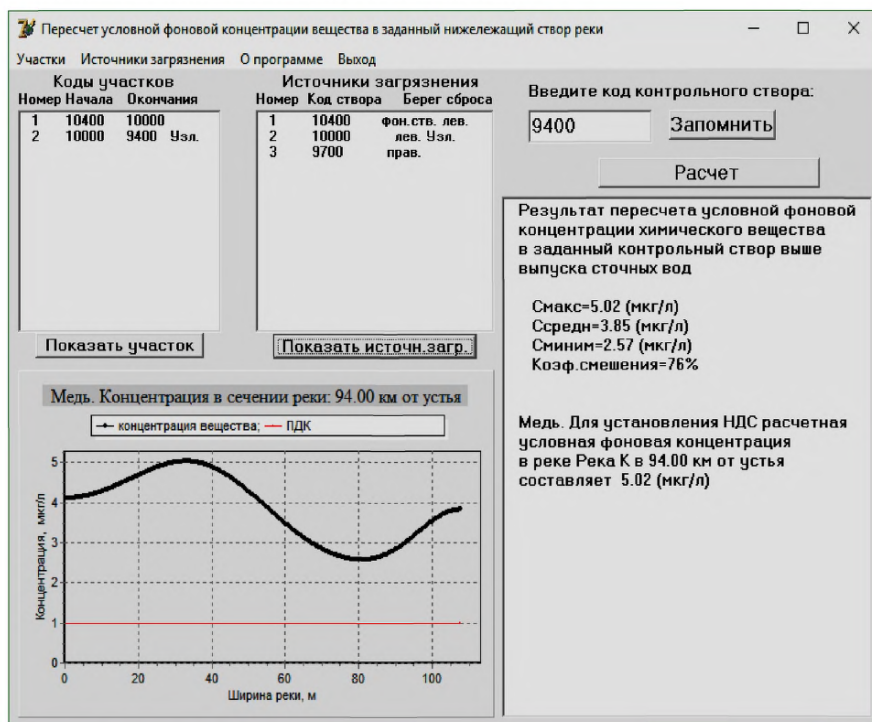 Пересчет условной фоновой концентрации вещества в заданный нижележащий створ реки
Участки Источники загрязнения О программе Выход
Коды участков
Номер Начала Окончания
1 10400 10000
2 10000 9400 Узл.
Показать участок
Источники загрязнения
Номер Код створа Берег сброса
1 10400 фон.ств. лев.
2 10000 лев. Узл.
3 9700 прав.
Показать источн.загр.
Введите код контрольного створа:
9400 Запомнить
Расчет
Результат пересчета условной фоновой
концентрации химического вещества
в заданный контрольный створ выше
выпуска сточных вод
Смакс=5.02 (мкг/л)
Ссредн=3.85 (мкг/л)
Сминим=2.57 (мкг/л)
Коэф.смешения=76%
Медь. Для установления НДС расчетная
условная фоновая концентрация
в реке Река К в 94.00 км от устья
составляет 5.02 (мкг/л)
Медь. Концентрация в сечении реки: 94.00 км от устья
концентрация вещества; ПДК
Концентрация, мкг/л
5
4
3
2
1
0
0 20 40 60 80 100
Ширина реки, м